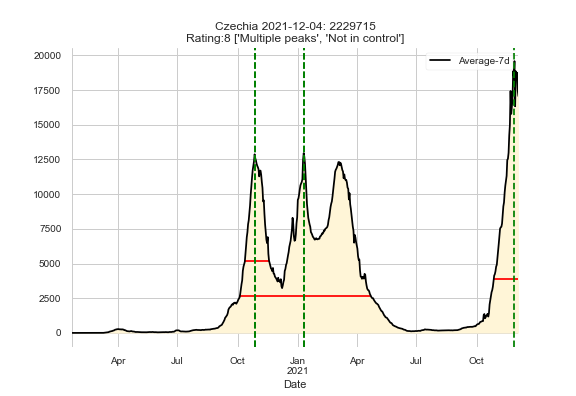 Czechia 2021-12-04: 2229715
Rating:8 ['Multiple peaks', 'Not in control']
Average-7d
20000
17500
15000
12500
10000
7500
5000
2500
0
Apr Jul Oct Jan Apr Jul Oct
2021
Date